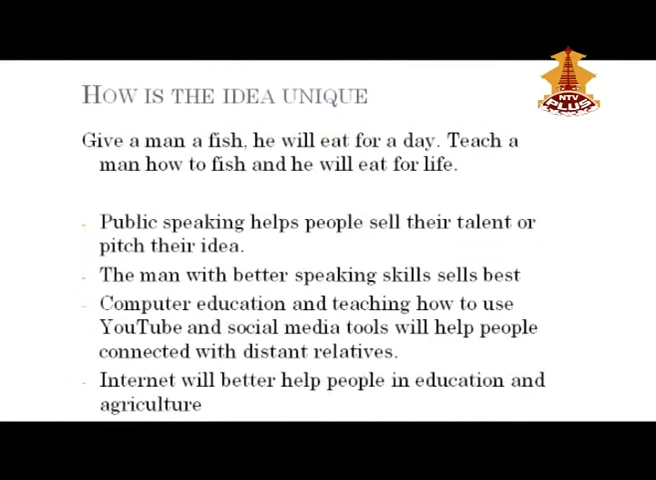 HOW IS THE IDEA UNIQUE
NTV
PLUS
Give a man a fish, he will eat for a day. Teach a
man how to fish and he will eat for life.
- Public speaking helps people sell their talent or
pitch their idea.
- The man with better speaking skills sells best
- Computer education and teaching how to use
YouTube and social media tools will help people
connected with distant relatives.
- Internet will better help people in education and
agriculture